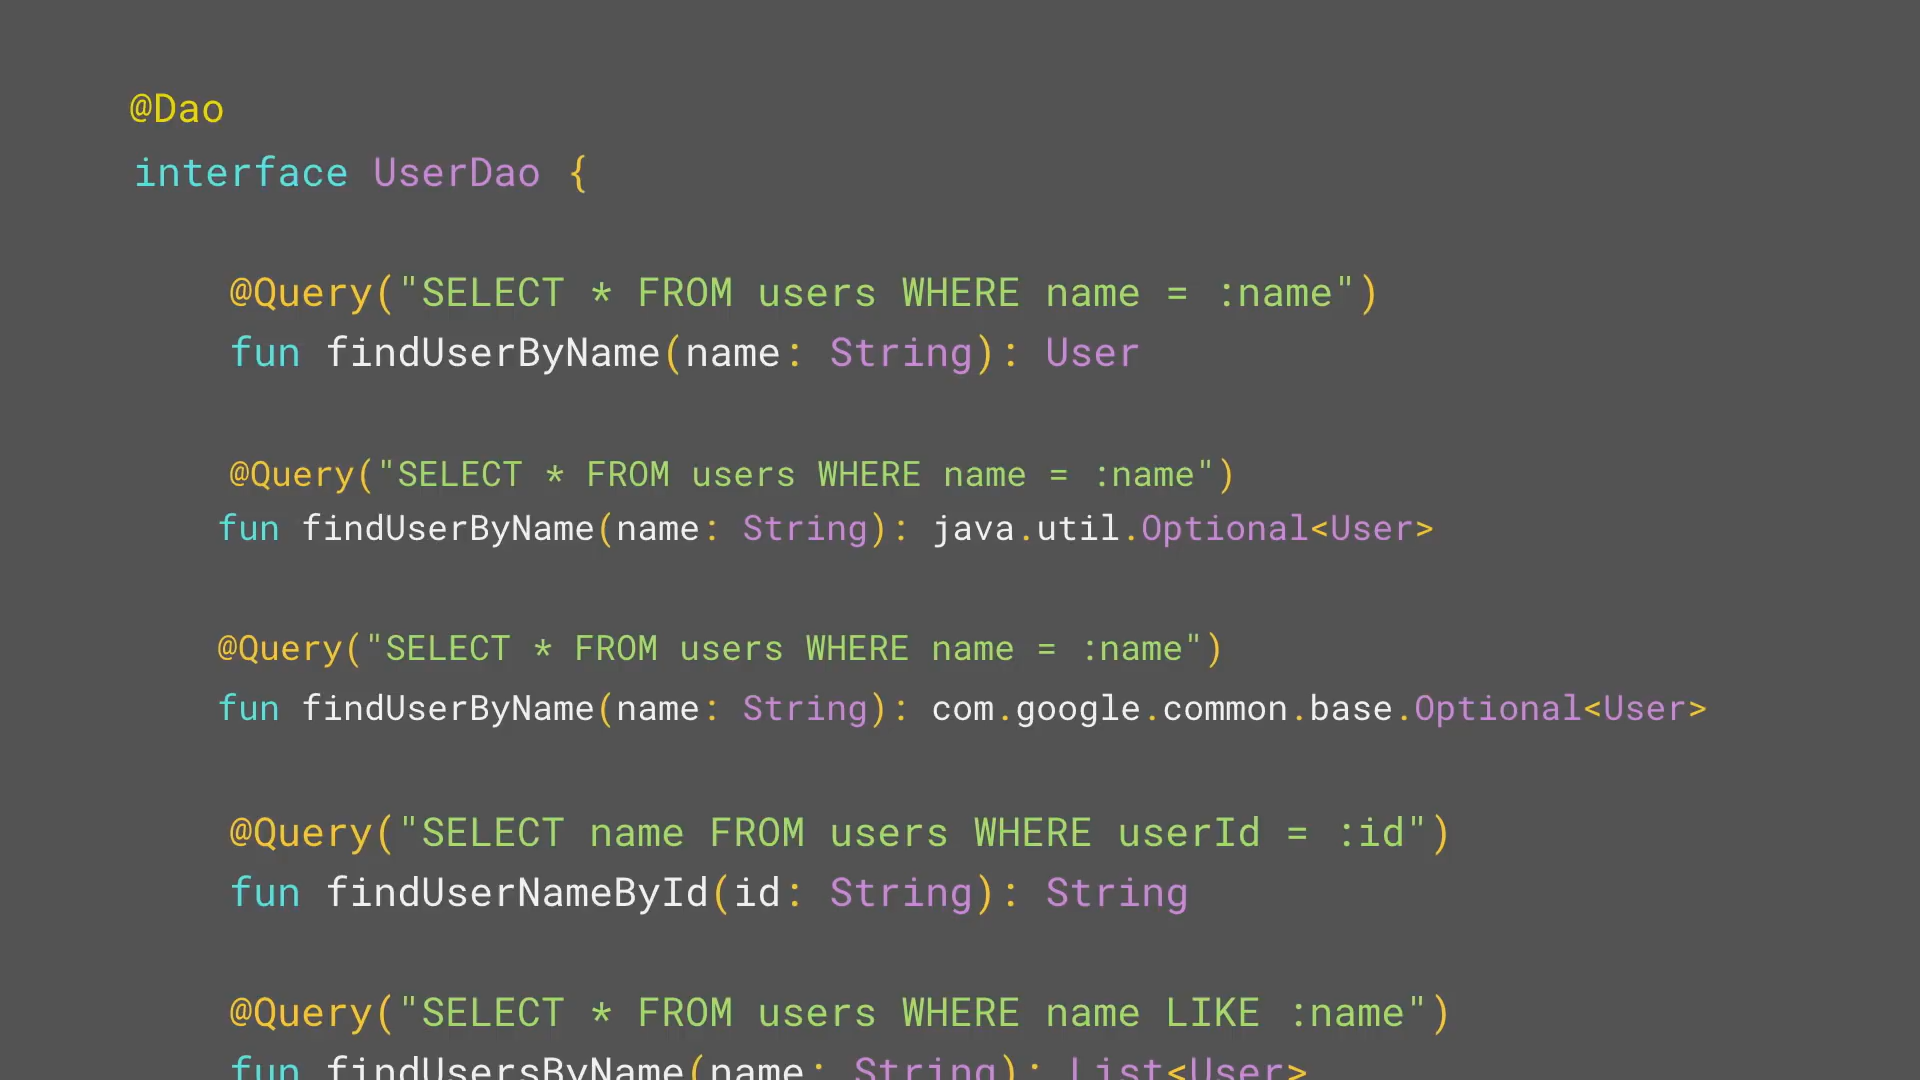 @Dao
interface UserDao {
@Query("SELECT * FROM users WHERE name = :name")
fun findUserByName(name: String): User
@Query("SELECT * FROM users WHERE name = :name")
fun findUserByName(name: String): java.util.Optional<User>
@Query("SELECT * FROM users WHERE name = :name")
fun findUserByName(name: String): com.google.common.base.Optional<User>
@Query("SELECT name FROM users WHERE userId = :id")
fun findUserNameById(id: String): String
@Query("SELECT * FROM users WHERE name LIKE :name")
fun findUsersByName(name: String): List<User>